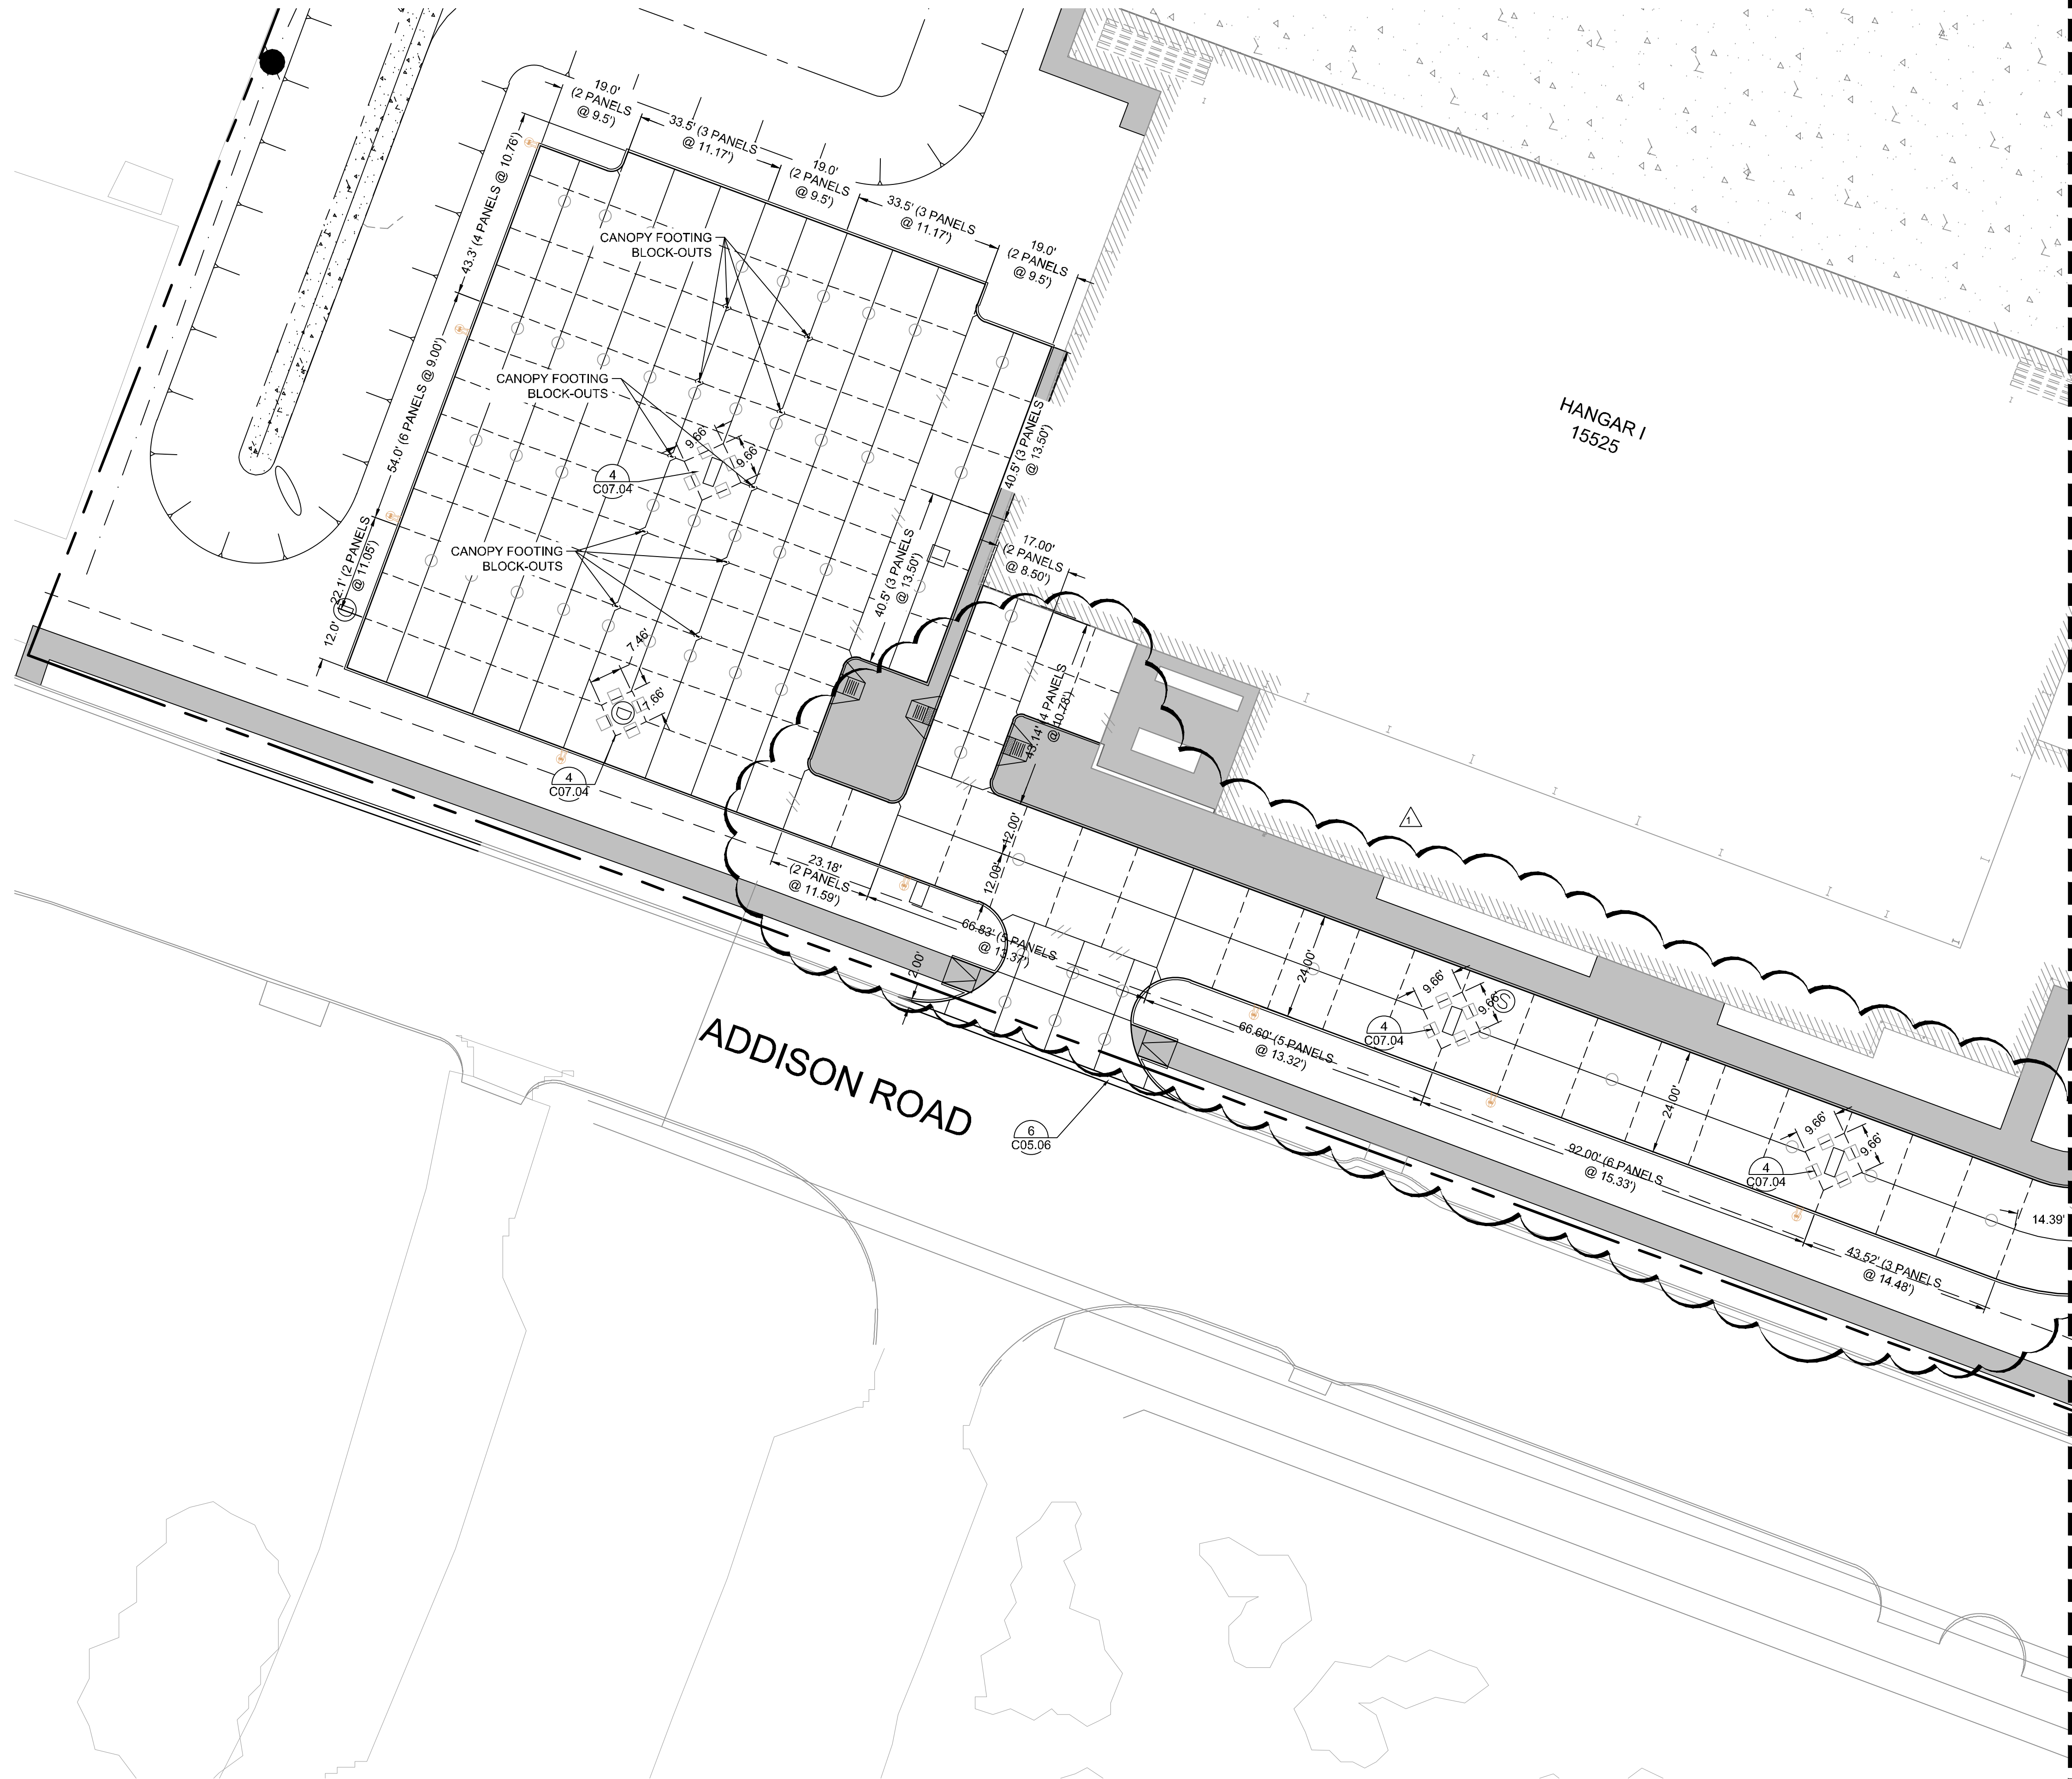 19.0'
(2 PANELS
@ 9.5')
33.5' (3 PANELS
@ 11.17')
19.0'
(2 PANELS
@ 9.5')
33.5' (3 PANELS
@ 11.17')
19.0'
(2 PANELS
@ 9.5')
43.3' (4 PANELS @ 10.76')
54.0' (6 PANELS @ 9.00')
22.1' (2 PANELS
@ 11.05')
12.0'
CANOPY FOOTING
BLOCK-OUTS
CANOPY FOOTING
BLOCK-OUTS
CANOPY FOOTING
BLOCK-OUTS
9.66'
9.66'
4
C07.04
40.5' (3 PANELS
@ 13.50')
40.5' (3 PANELS
@ 13.50')
17.00'
(2 PANELS
@ 8.50')
HANGAR I
15525
7.46'
7.66'
4
C07.04
43.14' (4 PANELS
@ 10.78')
12.00'
12.00'
1
23.18'
(2 PANELS
@ 11.59')
66.83' (5 PANELS
@ 13.37')
2.00'
24.00'
9.66'
9.66'
S
4
C07.04
66.60' (5 PANELS
@ 13.32')
ADDISON ROAD
6
C05.06
24.00'
92.00' (6 PANELS
@ 15.33')
9.66'
9.66'
4
C07.04
14.39'
43.52' (3 PANELS
@ 14.48')